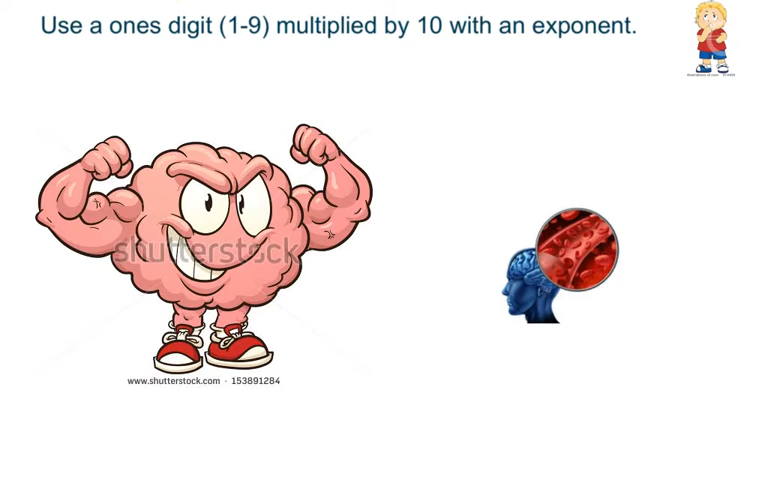 Use a ones digit (1-9) multiplied by 10 with an exponent.
shutterstock
www.shutterstock.com · 153891284